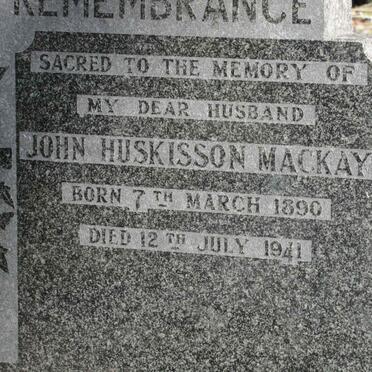 REMEMBRANCE
SACRED TO THE MEMORY OF
MY DEAR HUSBAND
JOHN HUSKISSON MACKAY
BORN 7TH MARCH 1890
DIED 12TH JULY 1941